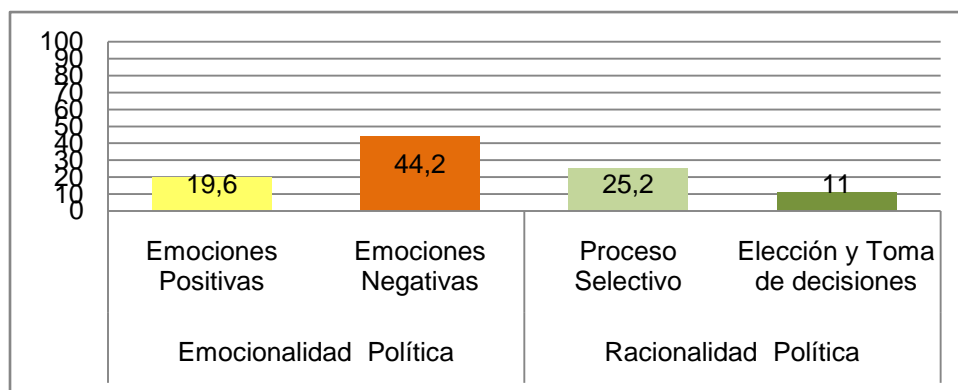 100
90
80
70
60
50
40
30
20
10
0
19,6
44,2
25,2
11
Emociones
Positivas
Emociones
Negativas
Proceso
Selectivo
Elección y Toma
de decisiones
Emocionalidad Política
Racionalidad Política